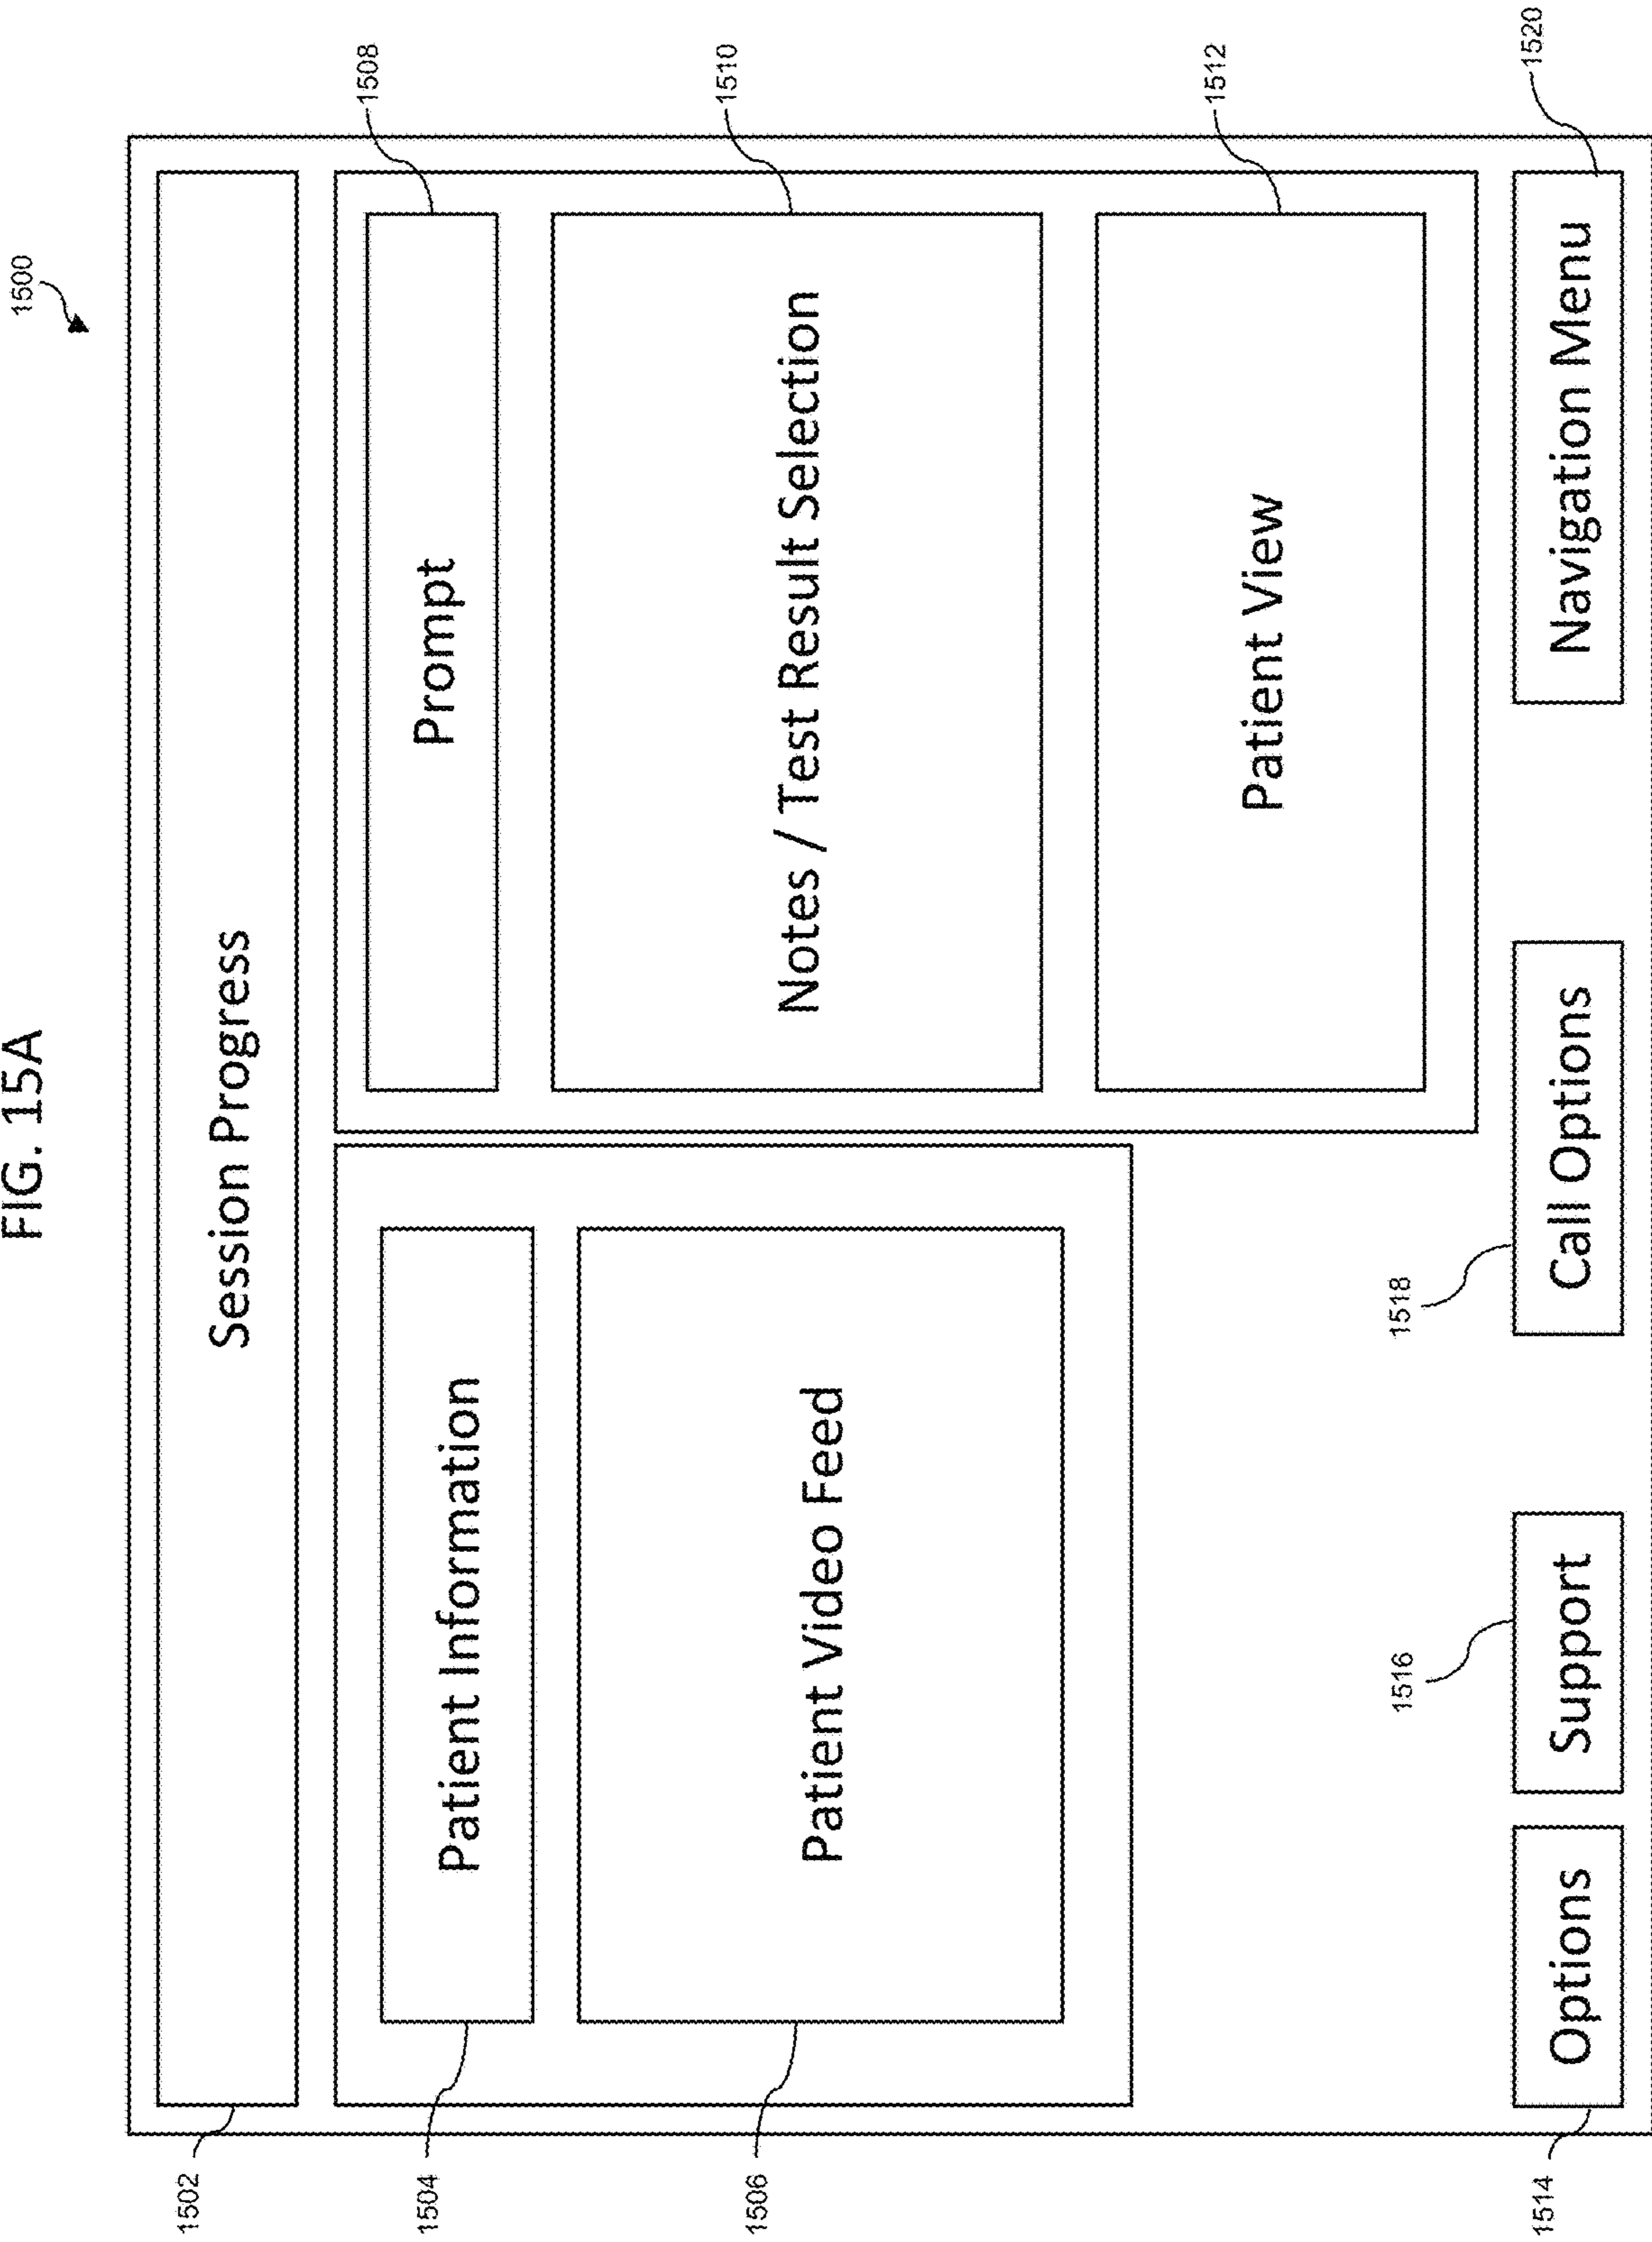 FIG. 15A
1500
1502
Session Progress
1504
Patient Information
1506
Patient Video Feed
1508
Prompt
1510
Notes / Test Result Selection
1512
Patient View
1514
Options
1516
Support
1518
Call Options
1520
Navigation Menu